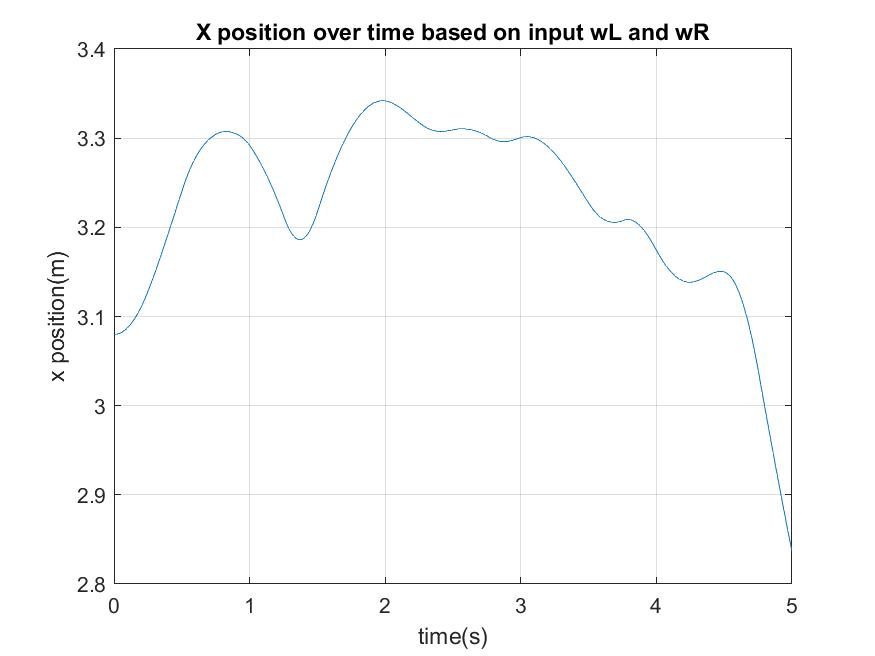 X position over time based on input wL and wR
3.4
3.3
3.2
3.1
3
2.9
2.8
x position(m)
0 1 2 3 4 5
time(s)